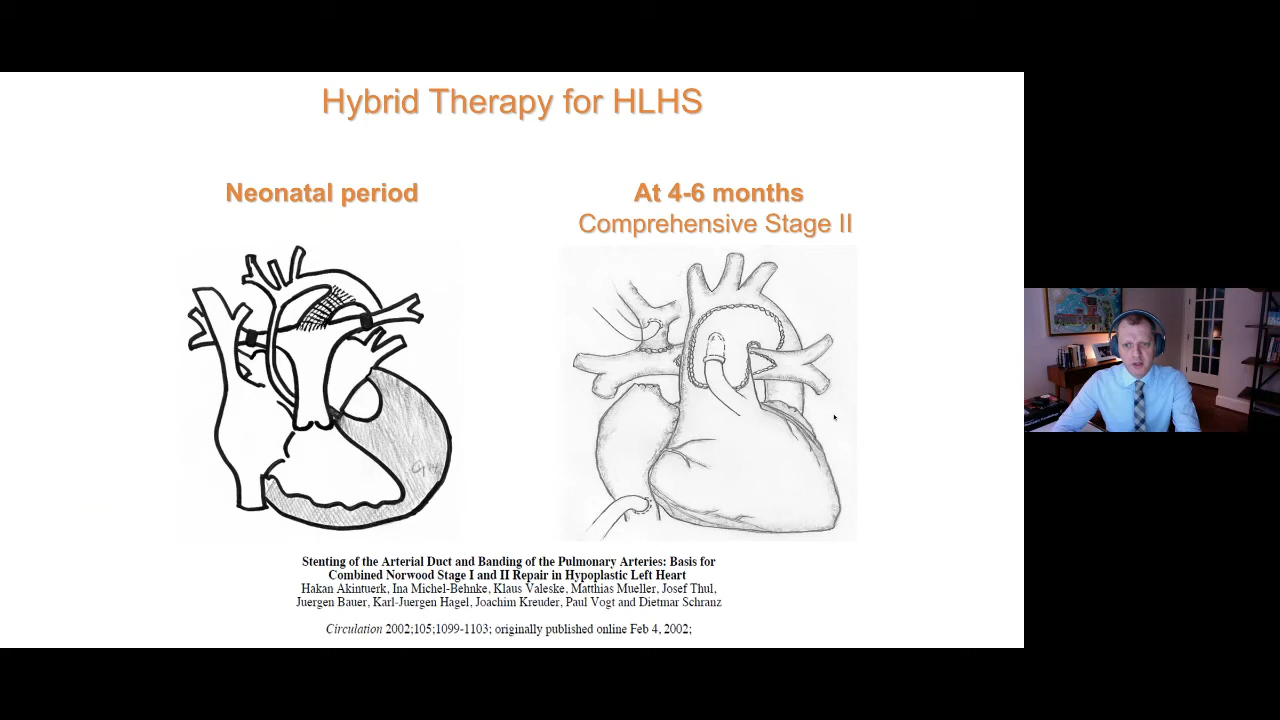 Hybrid Therapy for HLHS
Neonatal period
At 4-6 months
Comprehensive Stage II
Stenting of the Arterial Duct and Banding of the Pulmonary Arteries: Basis for
Combined Norwood Stage I and II Repair in Hypoplastic Left Heart
Hakan Akintuerk, Ina Michel-Behnke, Klaus Valeske, Matthias Mueller, Josef Thul,
Juergen Bauer, Karl-Juergen Hagel, Joachim Kreuder, Paul Vogt and Dietmar Schranz
Circulation 2002;105;1099-1103; originally published online Feb 4, 2002;